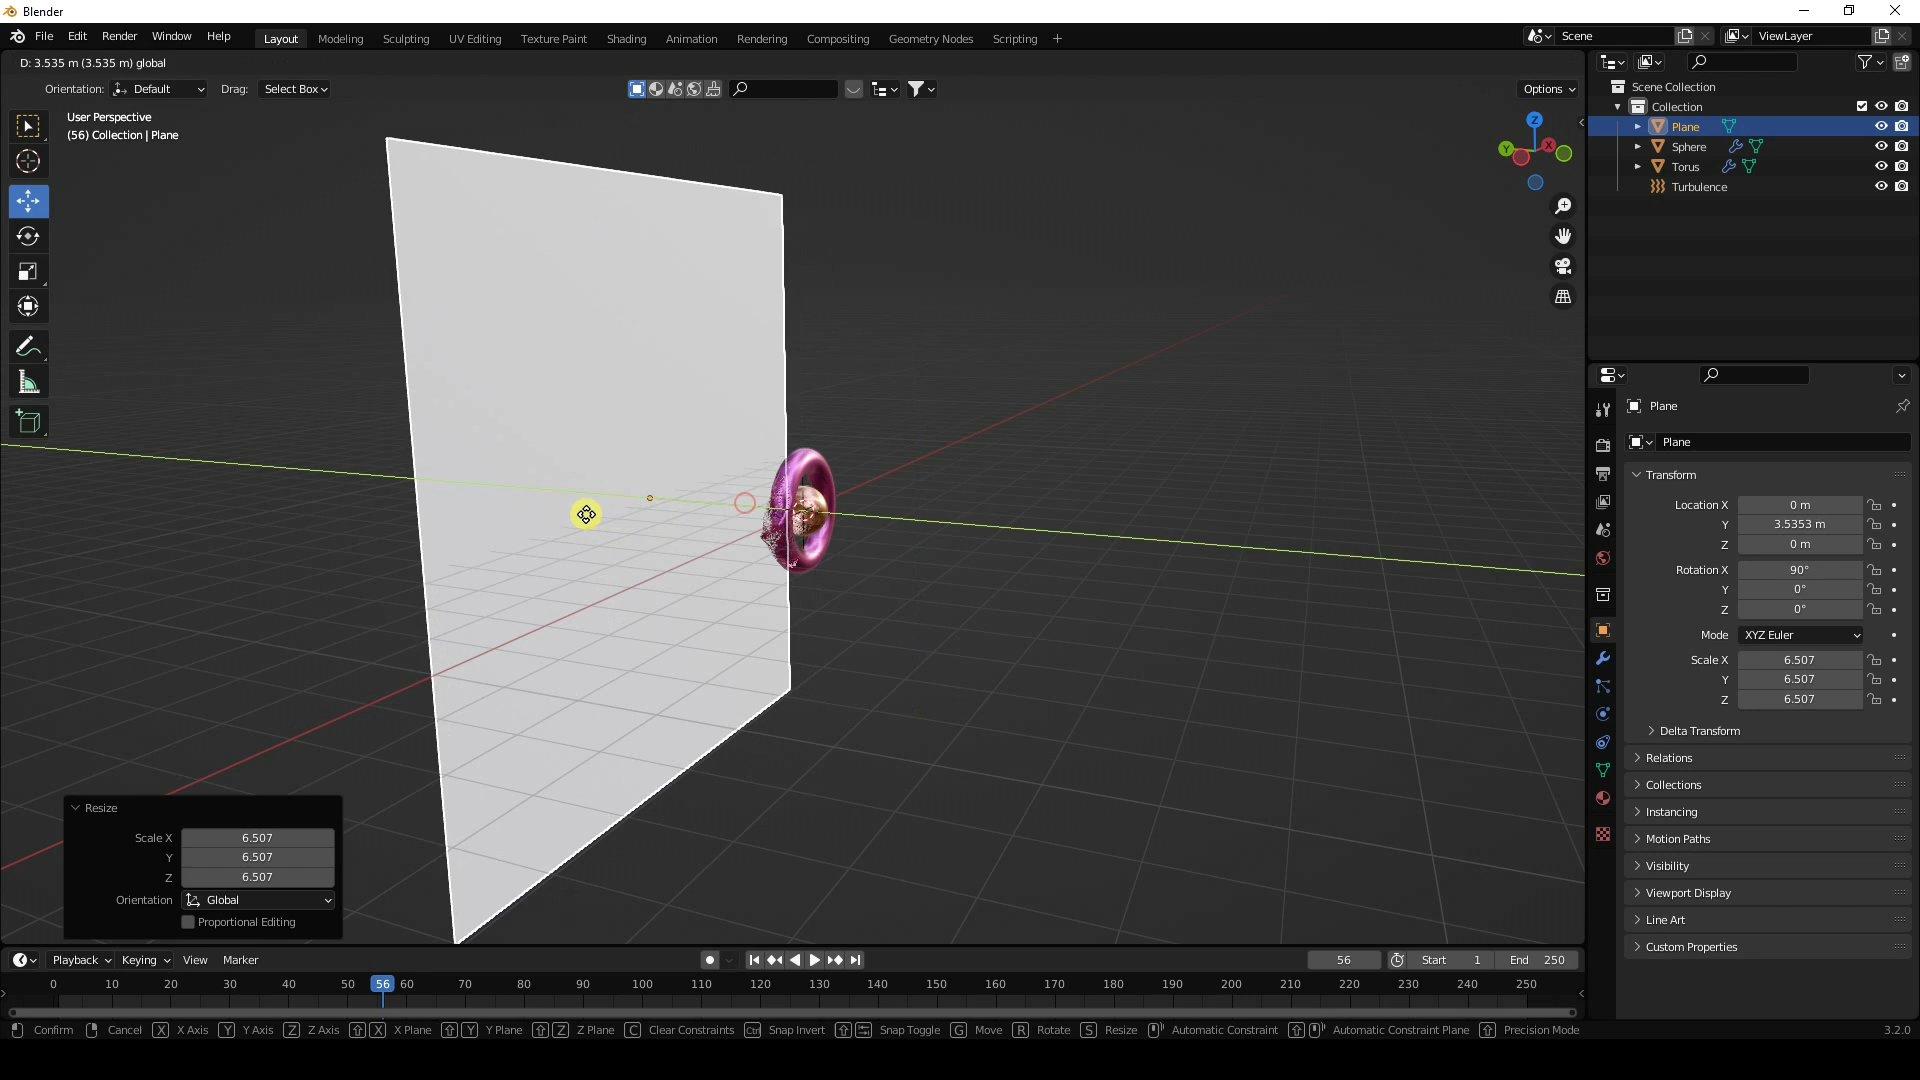 Blender
File Edit Render Window Help Layout Modeling Sculpting UV Editing Texture Paint Shading Animation Rendering Compositing Geometry Nodes Scripting + Scene ViewLayer
D: 3.535 m (3.535 m) global
Orientation: Default Drag: Select Box Options
User Perspective
(56) Collection | Plane
Z
Y
X
Scene Collection
Collection
Plane
Sphere
Torus
Turbulence
Plane
Plane
Transform
Location X 0 m
Y 3.5353 m
Z 0 m
Rotation X 90°
Y 0°
Z 0°
Mode XYZ Euler
Scale X 6.507
Y 6.507
Z 6.507
Delta Transform
Relations
Collections
Instancing
Motion Paths
Visibility
Viewport Display
Line Art
Custom Properties
Resize
Scale X 6.507
Y 6.507
Z 6.507
Orientation Global
Proportional Editing
Playback Keying View Marker 56 Start 1 End 250
0 10 20 30 40 50 56 60 70 80 90 100 110 120 130 140 150 160 170 180 190 200 210 220 230 240 250
Confirm Cancel X X Axis Y Y Axis Z Z Axis X X Plane Y Y Plane Z Z Plane C Clear Constraints Ctrl Snap Invert Snap Toggle G Move R Rotate S Resize Automatic Constraint Automatic Constraint Plane Precision Mode 3.2.0